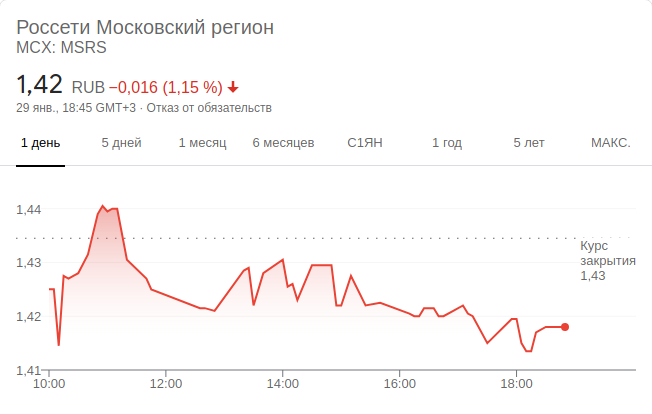 Россети Московский регион
MCX: MSRS
1,42 RUB −0,016 (1,15 %)
29 янв., 18:45 GMT+3 · Отказ от обязательств
1 день 5 дней 1 месяц 6 месяцев С1ЯН 1 год 5 лет МАКС.
1,44
Курс
закрытия
1,43
1,43
1,42
1,41
10:00 12:00 14:00 16:00 18:00